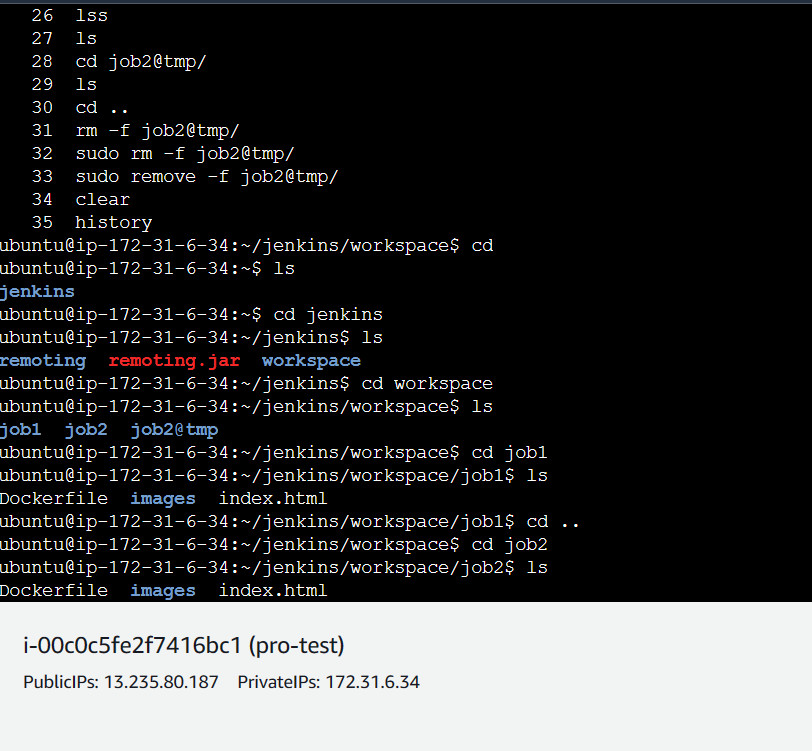 26  lss
27  ls
28  cd job2@tmp/
29  ls
30  cd ..
31  rm -f job2@tmp/
32  sudo rm -f job2@tmp/
33  sudo remove -f job2@tmp/
34  clear
35  history
ubuntu@ip-172-31-6-34:~/jenkins/workspace$ cd
ubuntu@ip-172-31-6-34:~$ ls
jenkins
ubuntu@ip-172-31-6-34:~$ cd jenkins
ubuntu@ip-172-31-6-34:~/jenkins$ ls
remoting  remoting.jar  workspace
ubuntu@ip-172-31-6-34:~/jenkins$ cd workspace
ubuntu@ip-172-31-6-34:~/jenkins/workspace$ ls
job1  job2  job2@tmp
ubuntu@ip-172-31-6-34:~/jenkins/workspace$ cd job1
ubuntu@ip-172-31-6-34:~/jenkins/workspace/job1$ ls
Dockerfile  images  index.html
ubuntu@ip-172-31-6-34:~/jenkins/workspace/job1$ cd ..
ubuntu@ip-172-31-6-34:~/jenkins/workspace$ cd job2
ubuntu@ip-172-31-6-34:~/jenkins/workspace/job2$ ls
Dockerfile  images  index.html
i-00c0c5fe2f7416bc1 (pro-test)
PublicIPs: 13.235.80.187  PrivateIPs: 172.31.6.34